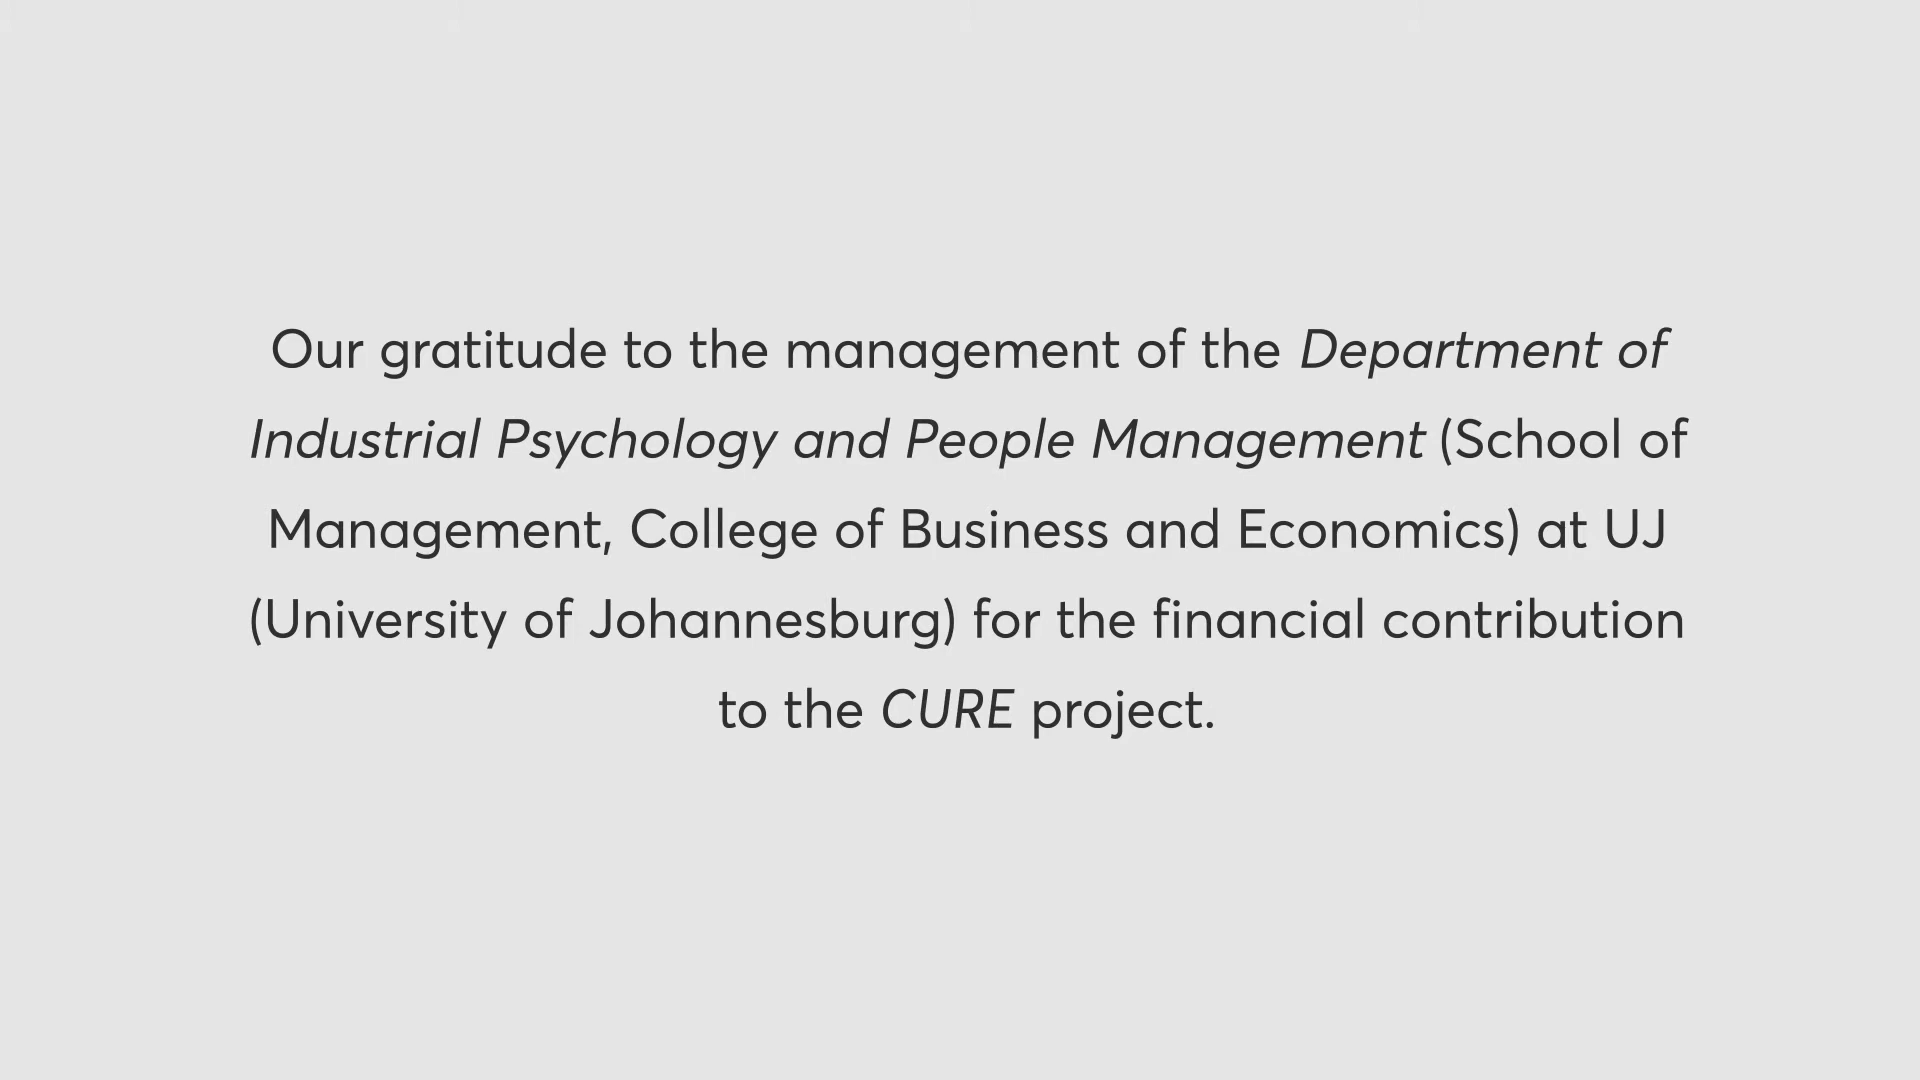 Our gratitude to the management of the Department of
Industrial Psychology and People Management (School of
Management, College of Business and Economics) at UJ
(University of Johannesburg) for the financial contribution
to the CURE project.